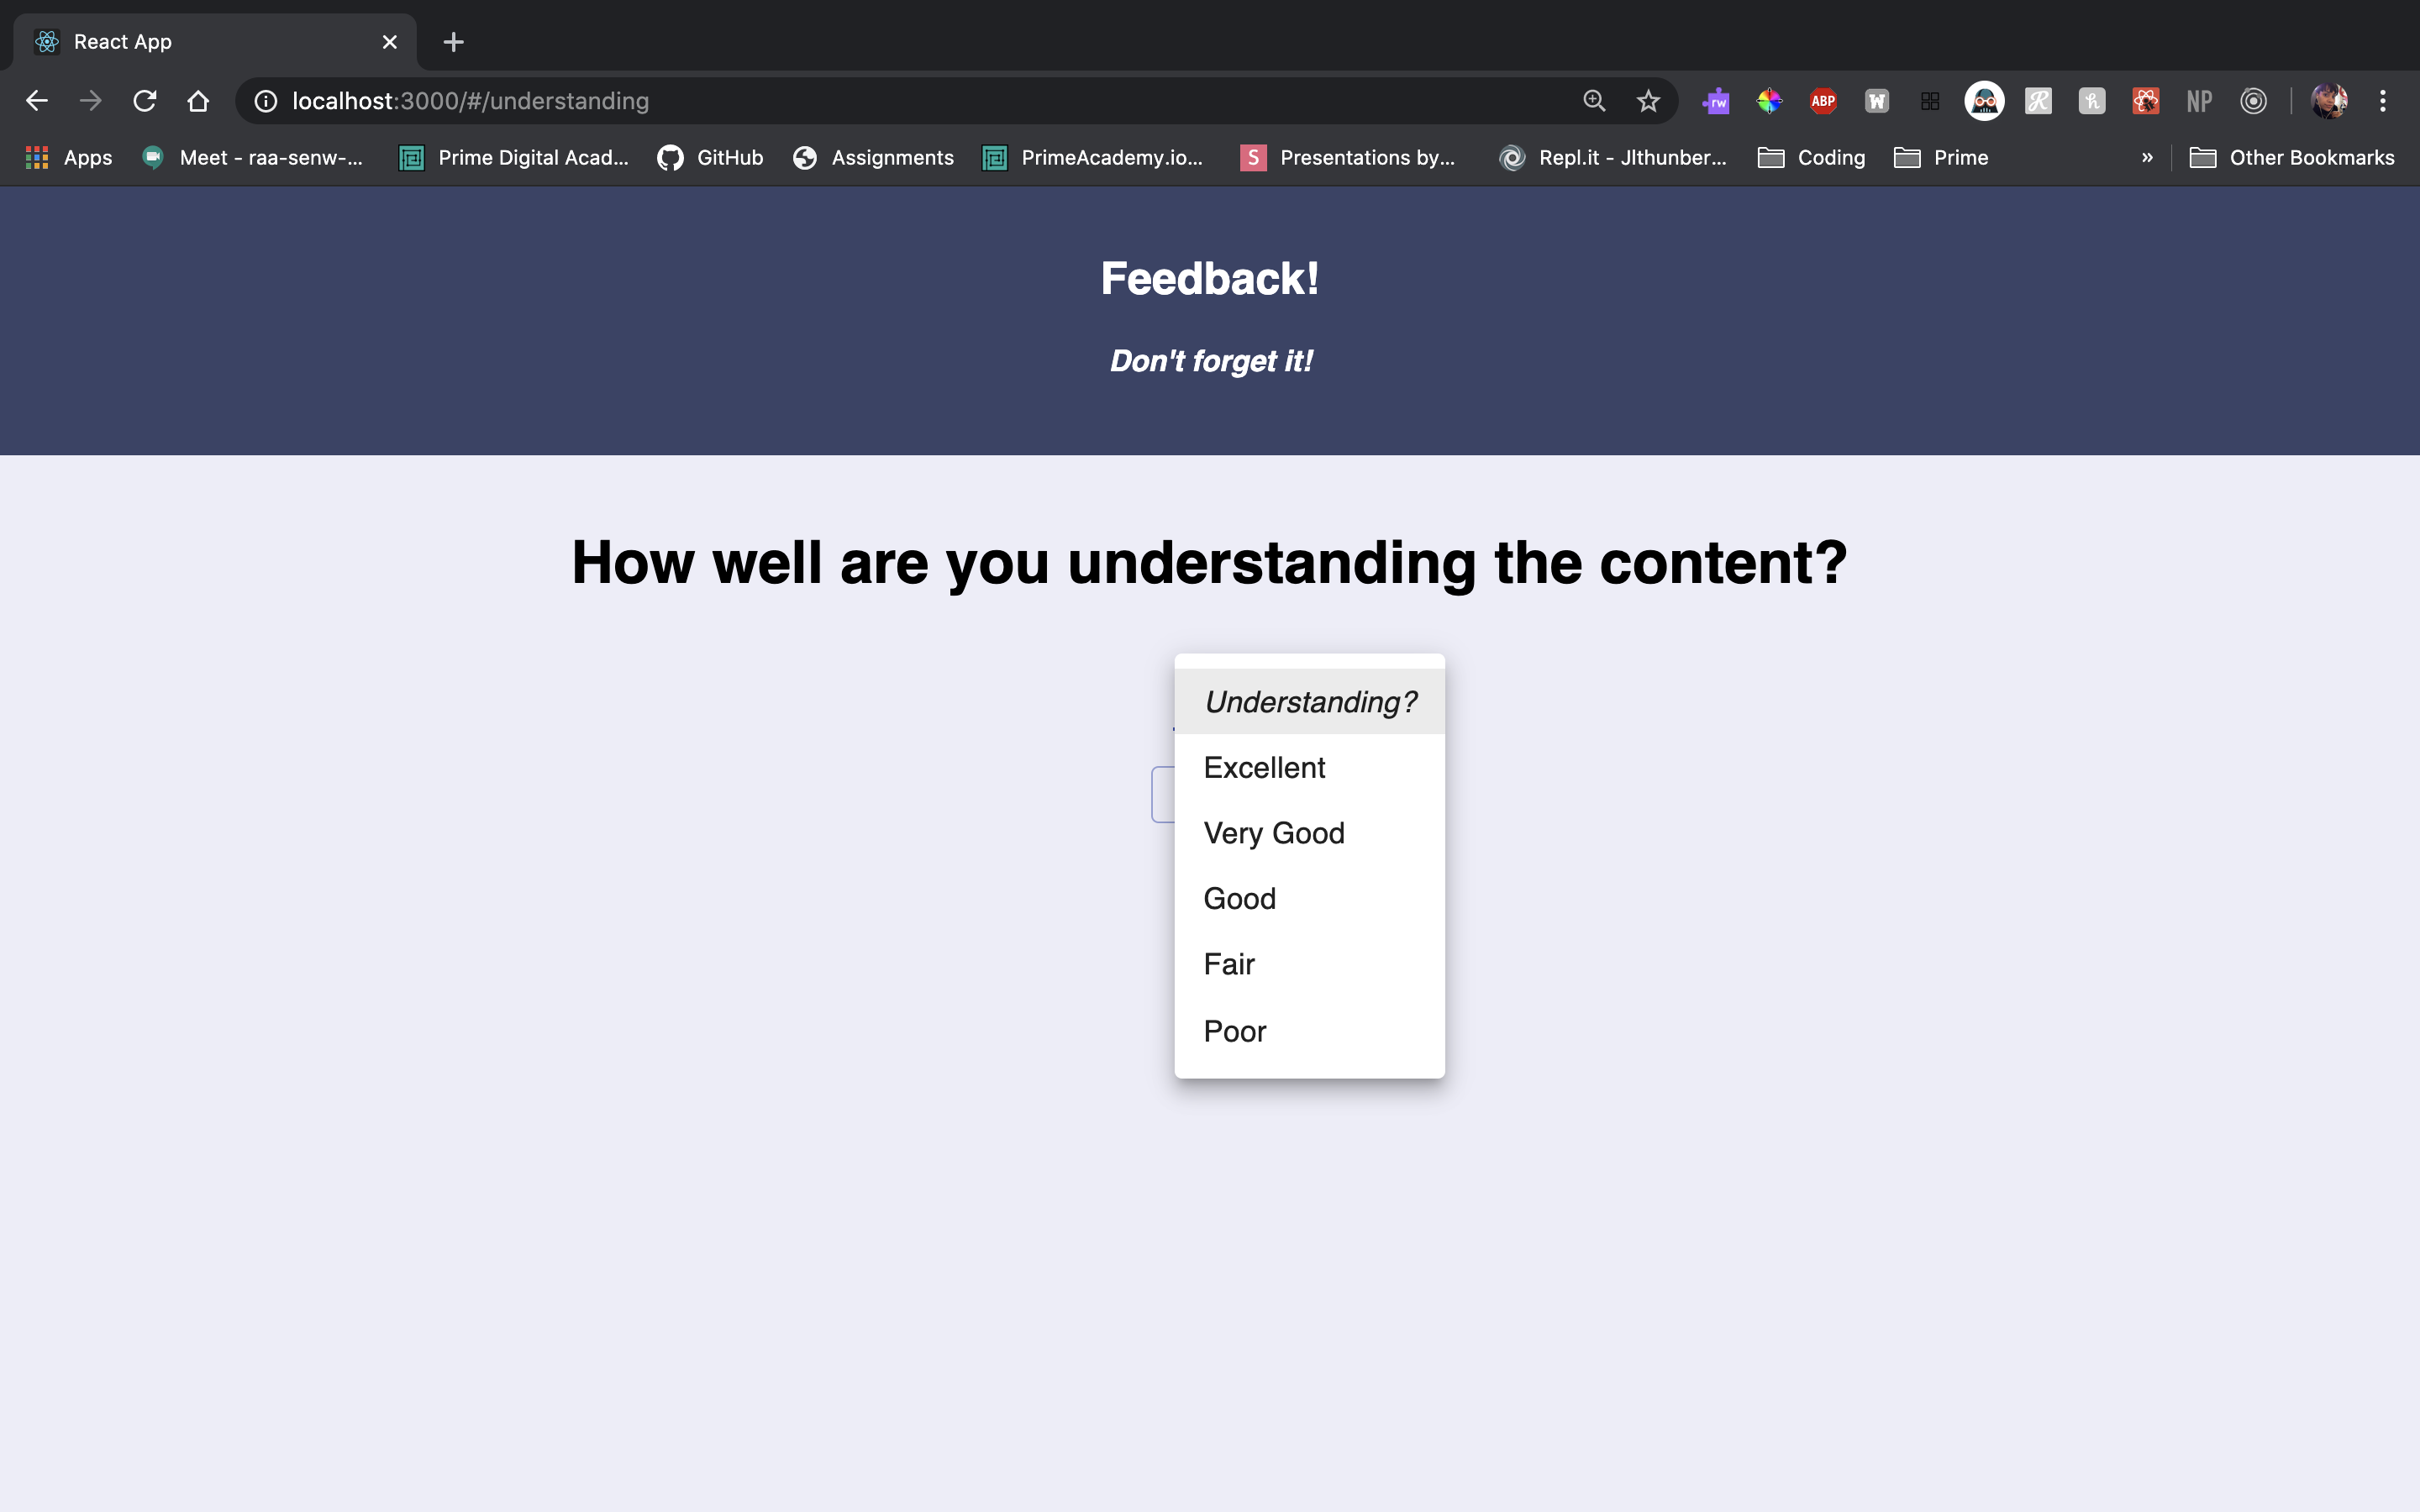 React App
localhost:3000/#/understanding
rw
ABP
W
R
h
NP
Apps
Meet - raa-senw-...
Prime Digital Acad...
GitHub
Assignments
PrimeAcademy.io...
S
Presentations by...
Repl.it - Jlthunber...
Coding
Prime
»
Other Bookmarks
Feedback!
Don't forget it!
How well are you understanding the content?
Understanding?
Excellent
Very Good
Good
Fair
Poor